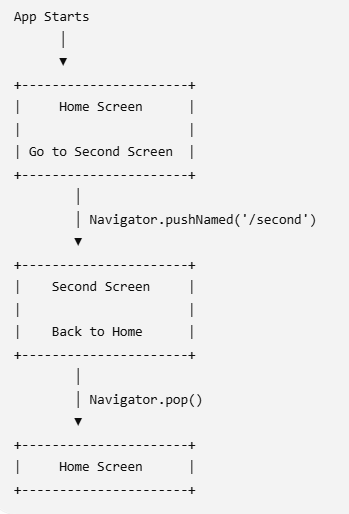 App Starts
│
▼
+----------------------+
|     Home Screen      |
|                      |
| Go to Second Screen  |
+----------------------+
│
│ Navigator.pushNamed('/second')
▼
+----------------------+
|    Second Screen     |
|                      |
|    Back to Home      |
+----------------------+
│
│ Navigator.pop()
▼
+----------------------+
|     Home Screen      |
+----------------------+